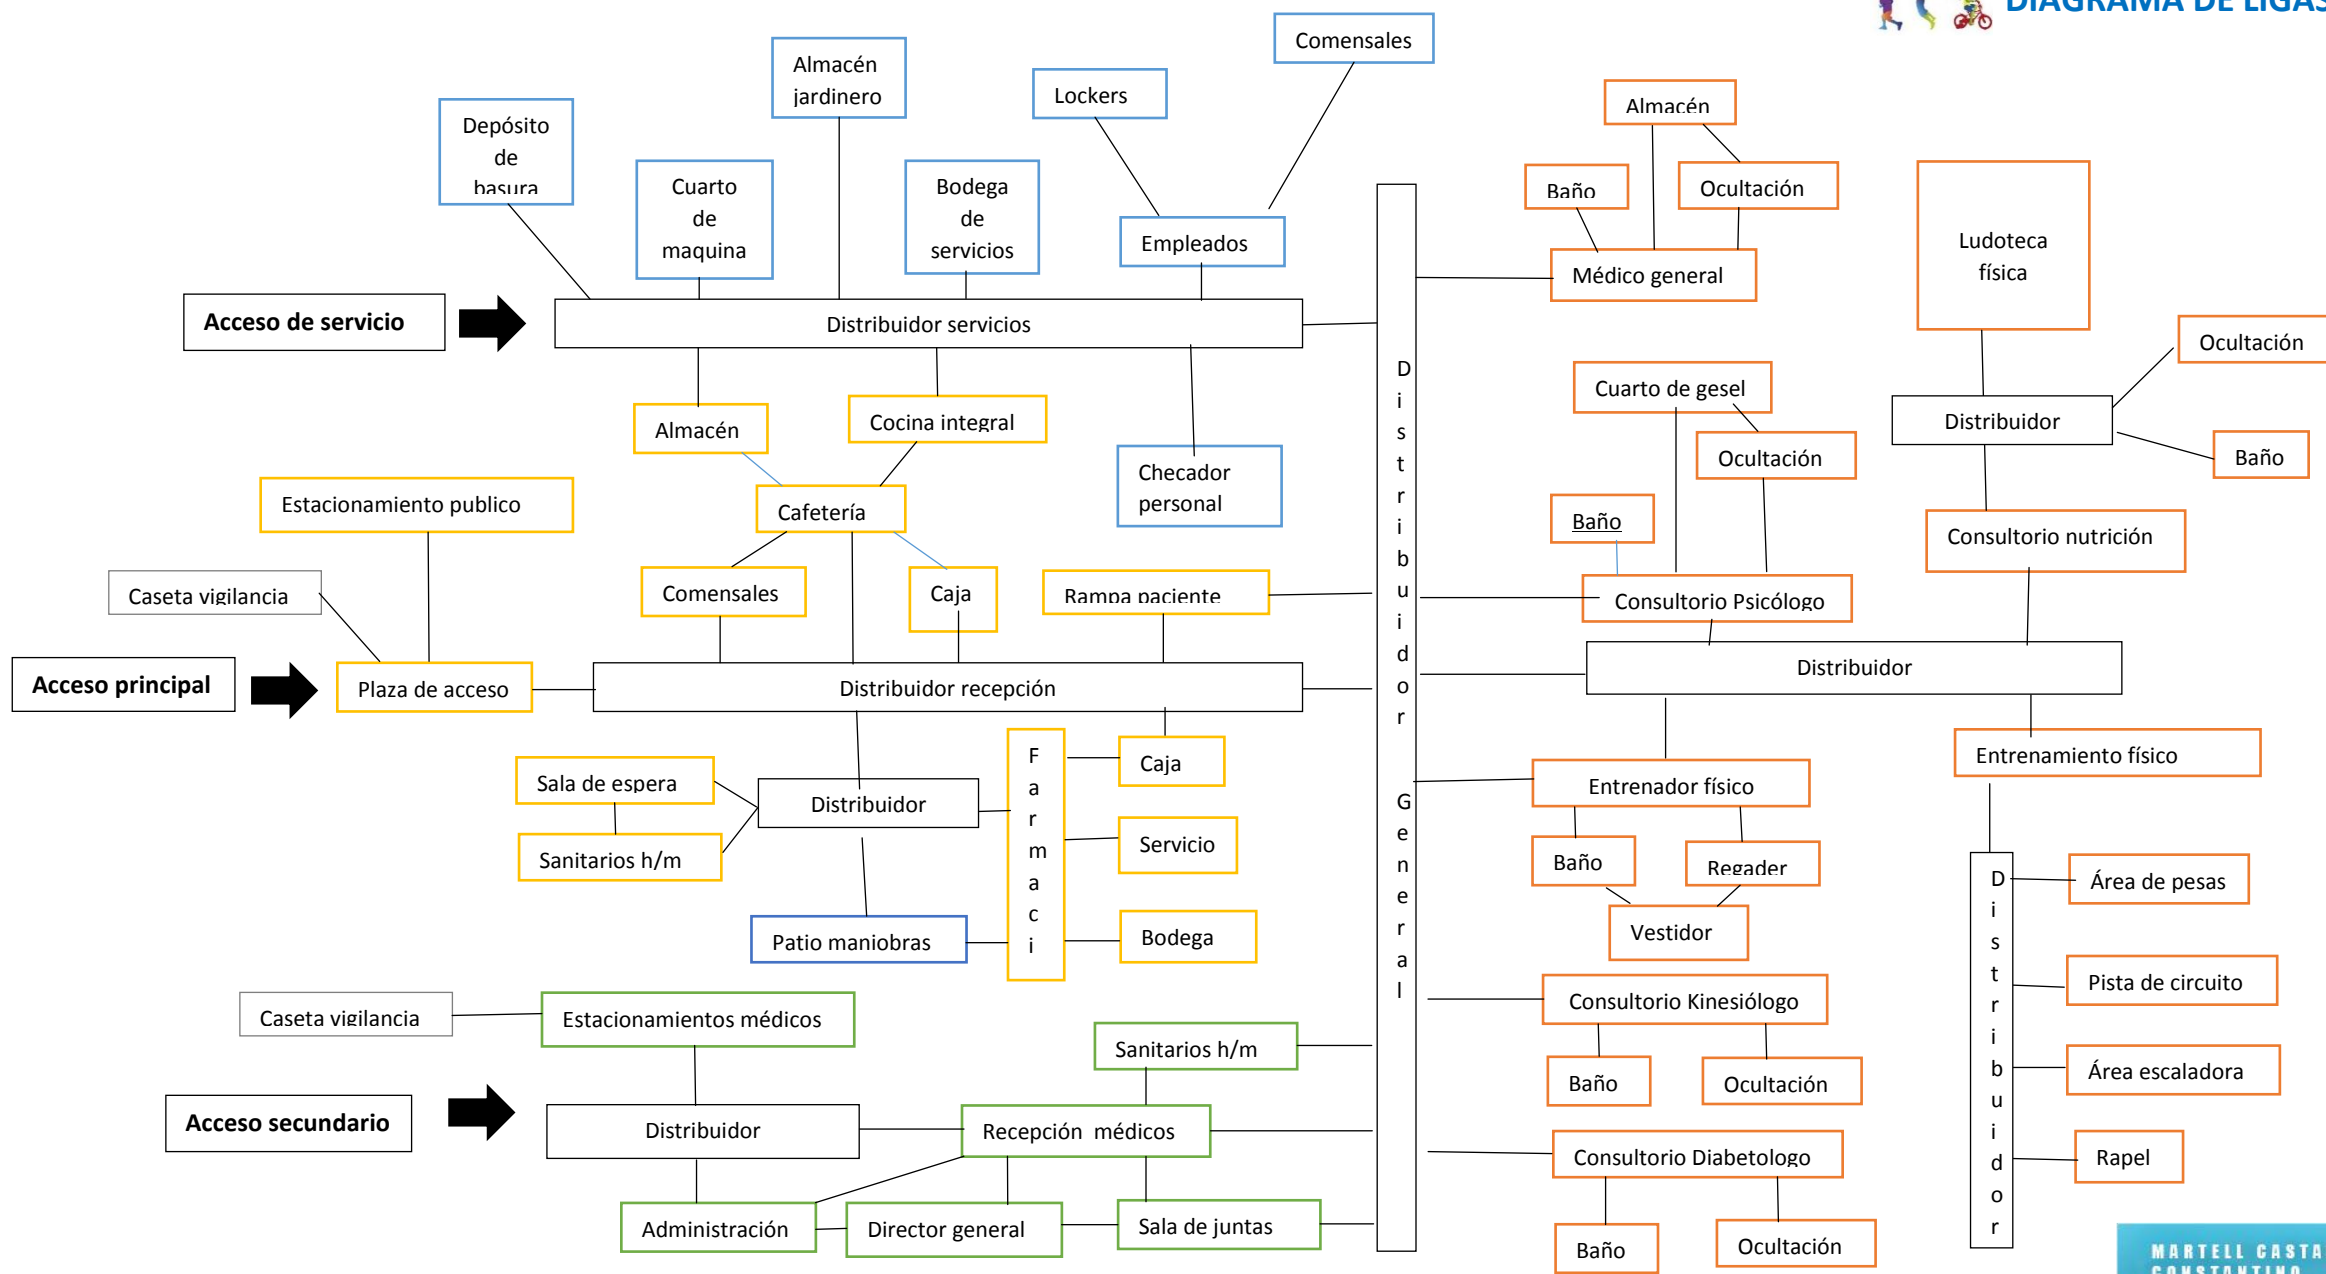 DIAGRAMA DE LIGAS
Comensales
Almacén
jardinero
Lockers
Almacén
Depósito
de
basura
Cuarto
de
maquina
Bodega
de
servicios
Baño
Ocultación
Empleados
Ludoteca
física
Médico general
Acceso de servicio
Distribuidor servicios
Ocultación
Cuarto de gesel
Almacén
Cocina integral
Distribuidor
Ocultación
Baño
Checador
personal
Estacionamiento publico
Cafetería
Baño
Consultorio nutrición
Caseta vigilancia
Comensales
Caja
Rampa paciente
Consultorio Psicólogo
Distribuidor General
Acceso principal
Plaza de acceso
Distribuidor recepción
Distribuidor
Sala de espera
Distribuidor
Farmaci
Caja
Entrenador físico
Entrenamiento físico
Sanitarios h/m
Servicio
Baño
Regader
Distribuidor
Área de pesas
Patio maniobras
Bodega
Vestidor
Pista de circuito
Caseta vigilancia
Estacionamientos médicos
Consultorio Kinesiólogo
Sanitarios h/m
Baño
Ocultación
Área escaladora
Acceso secundario
Distribuidor
Recepción médicos
Consultorio Diabetologo
Rapel
Administración
Director general
Sala de juntas
Baño
Ocultación
MARTELL CASTA
CONSTANTINO